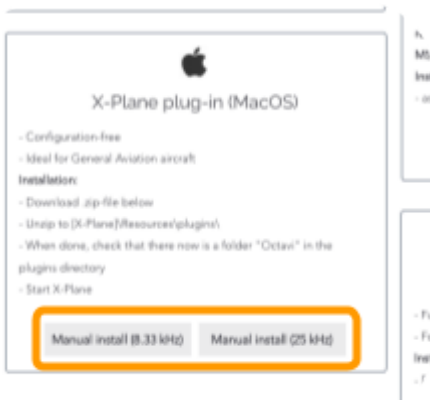 X-Plane plug-in (MacOS)
- Configuration-free
- Ideal for General Aviation aircraft
Installation:
- Download .zip-file below
- Unzip to [X-Plane]\Resources\plugins\
- When done, check that there now is a folder "Octavi" in the
plugins directory
- Start X-Plane
Manual install (8.33 kHz)
Manual install (25 kHz)